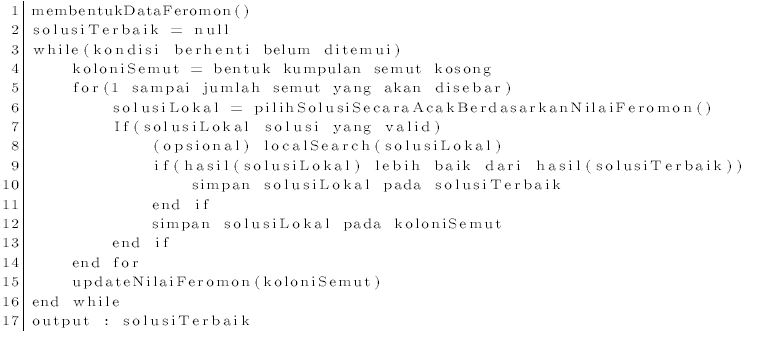 1 membentukDataFeromon()
2 solusiTerbaik = null
3 while(kondisi berhenti belum ditemui)
4 koloniSemut = bentuk kumpulan semut kosong
5 for(1 sampai jumlah semut yang akan disebar)
6 solusiLokal = pilihSolusiSecaraAcakBerdasarkanNilaiFeromon()
7 If(solusiLokal solusi yang valid)
8 (opsional) localSearch(solusiLokal)
9 if(hasil(solusiLokal) lebih baik dari hasil(solusiTerbaik))
10 simpan solusiLokal pada solusiTerbaik
11 end if
12 simpan solusiLokal pada koloniSemut
13 end if
14 end for
15 updateNilaiFeromon(koloniSemut)
16 end while
17 output : solusiTerbaik